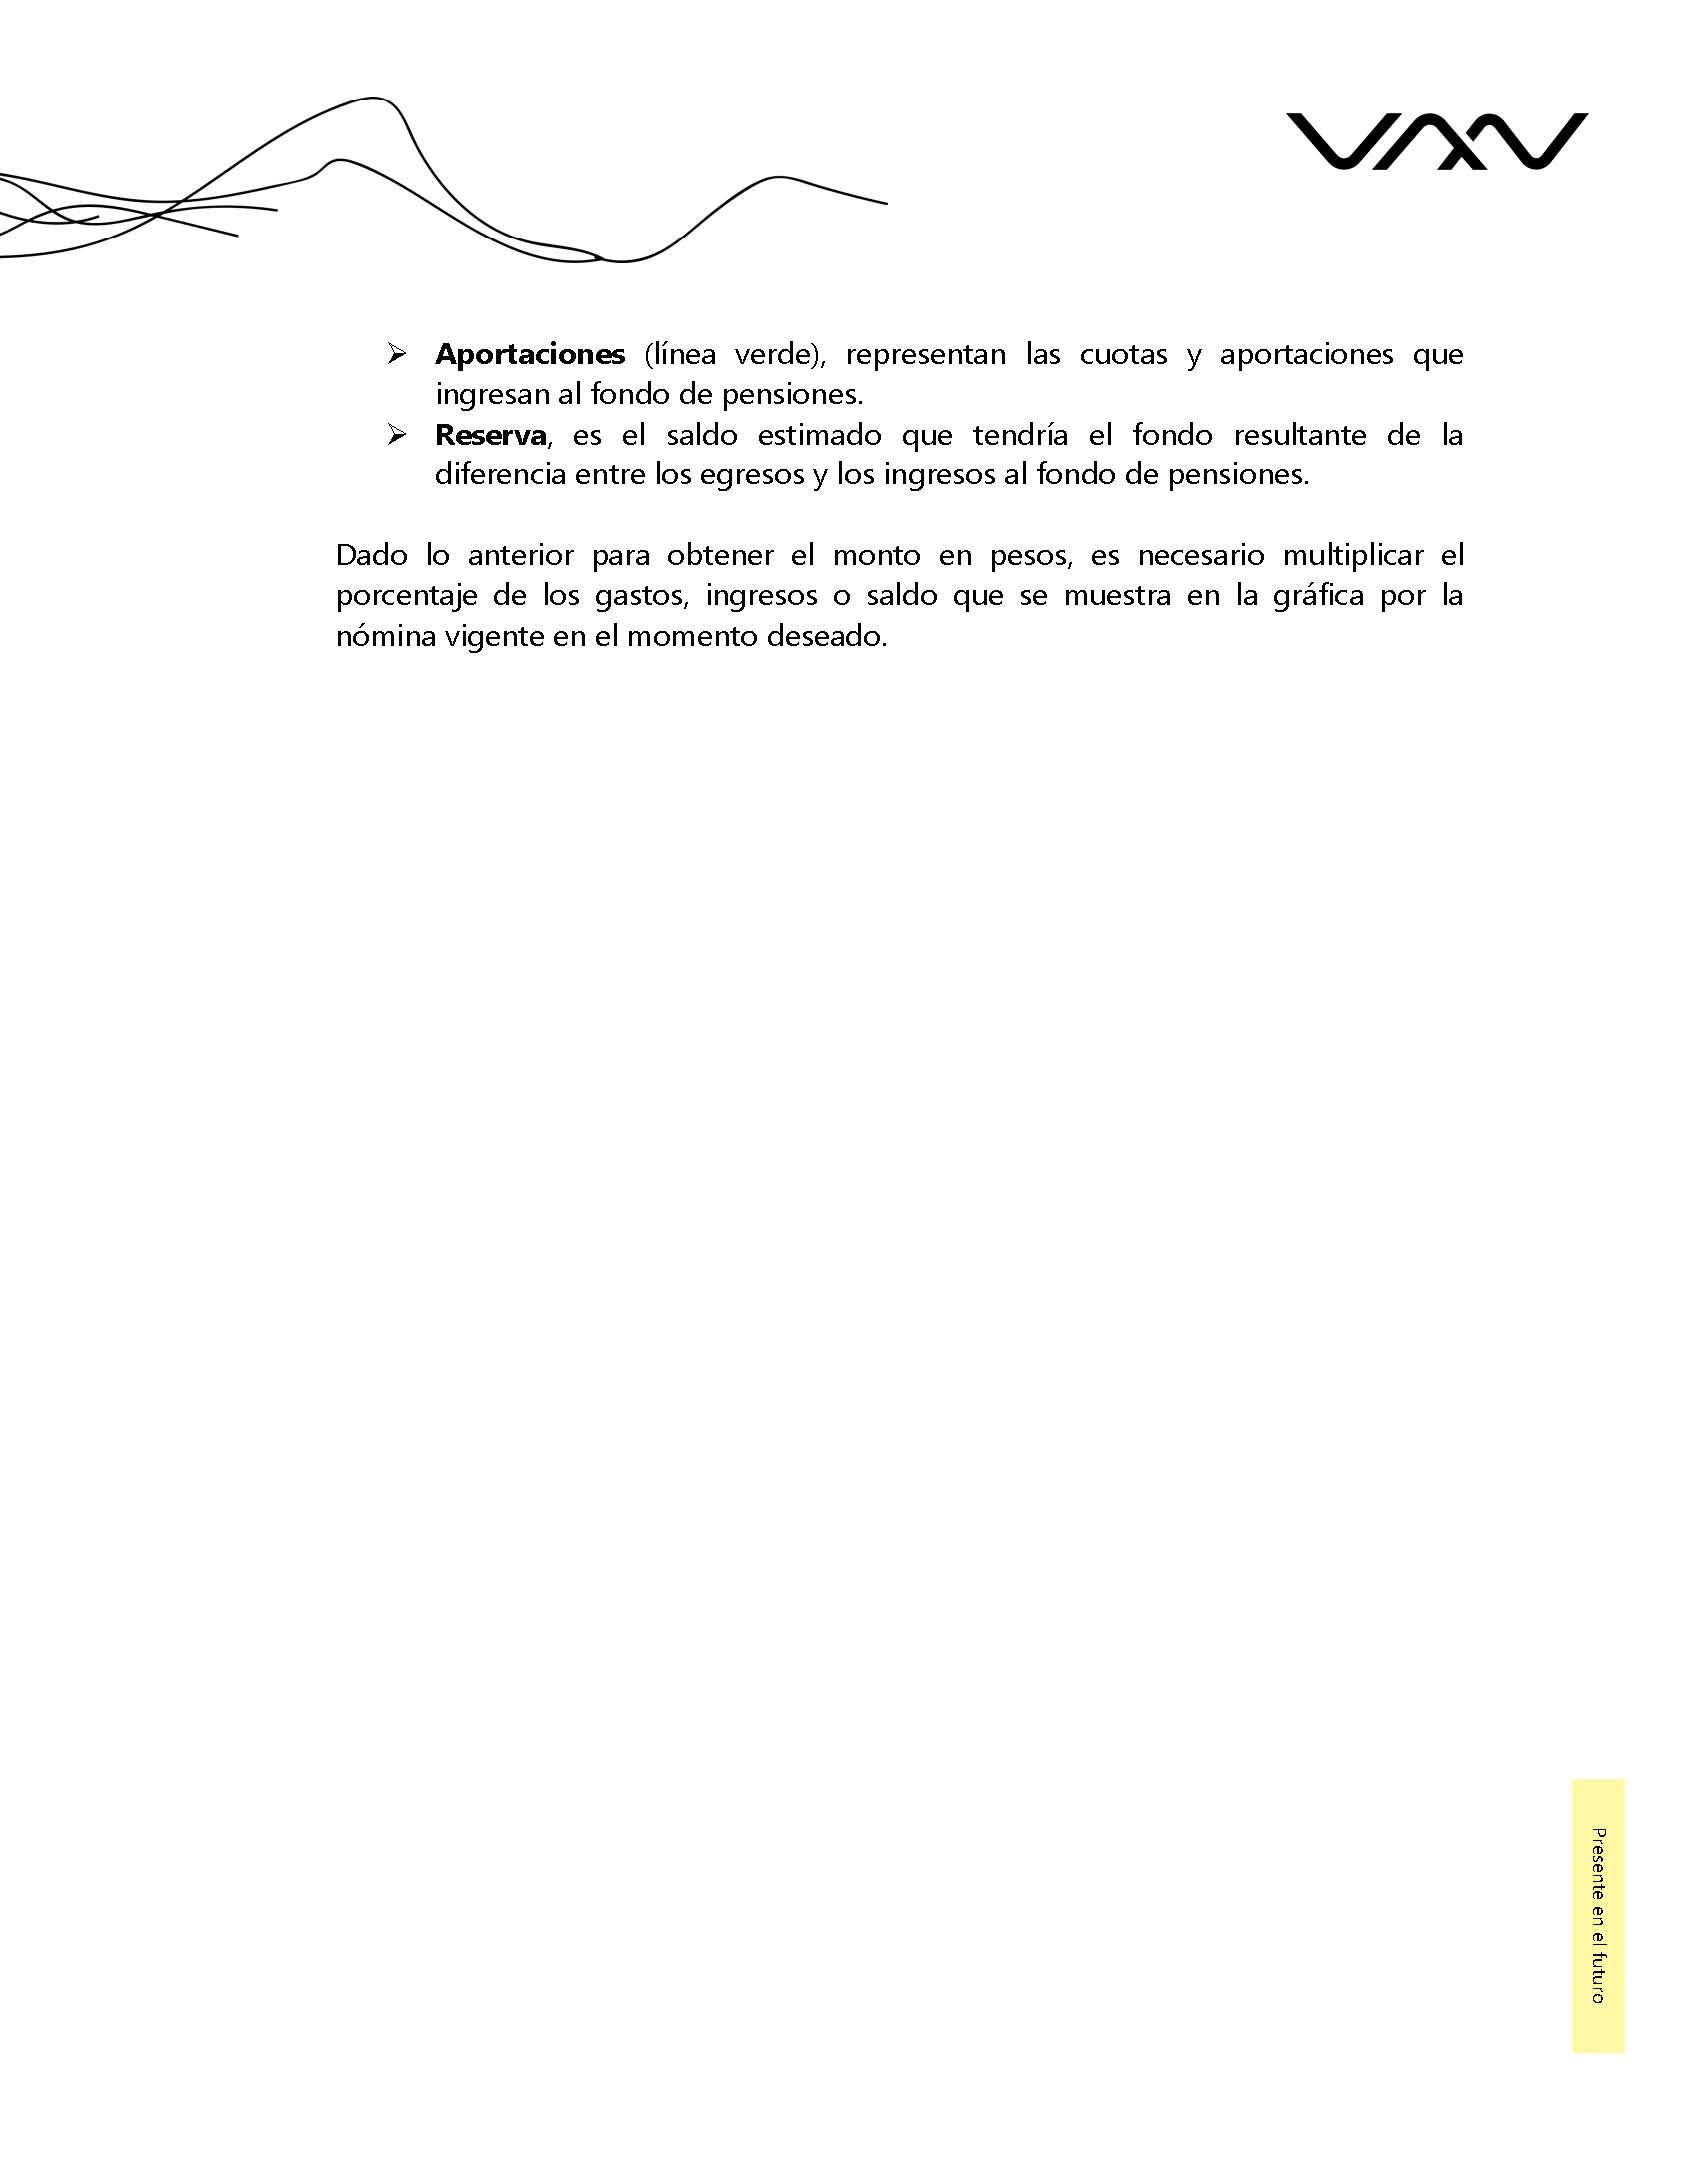 ➢ Aportaciones (línea verde), representan las cuotas y aportaciones que
ingresan al fondo de pensiones.
➢ Reserva, es el saldo estimado que tendría el fondo resultante de la
diferencia entre los egresos y los ingresos al fondo de pensiones.
Dado lo anterior para obtener el monto en pesos, es necesario multiplicar el
porcentaje de los gastos, ingresos o saldo que se muestra en la gráfica por la
nómina vigente en el momento deseado.
Presente en el futuro